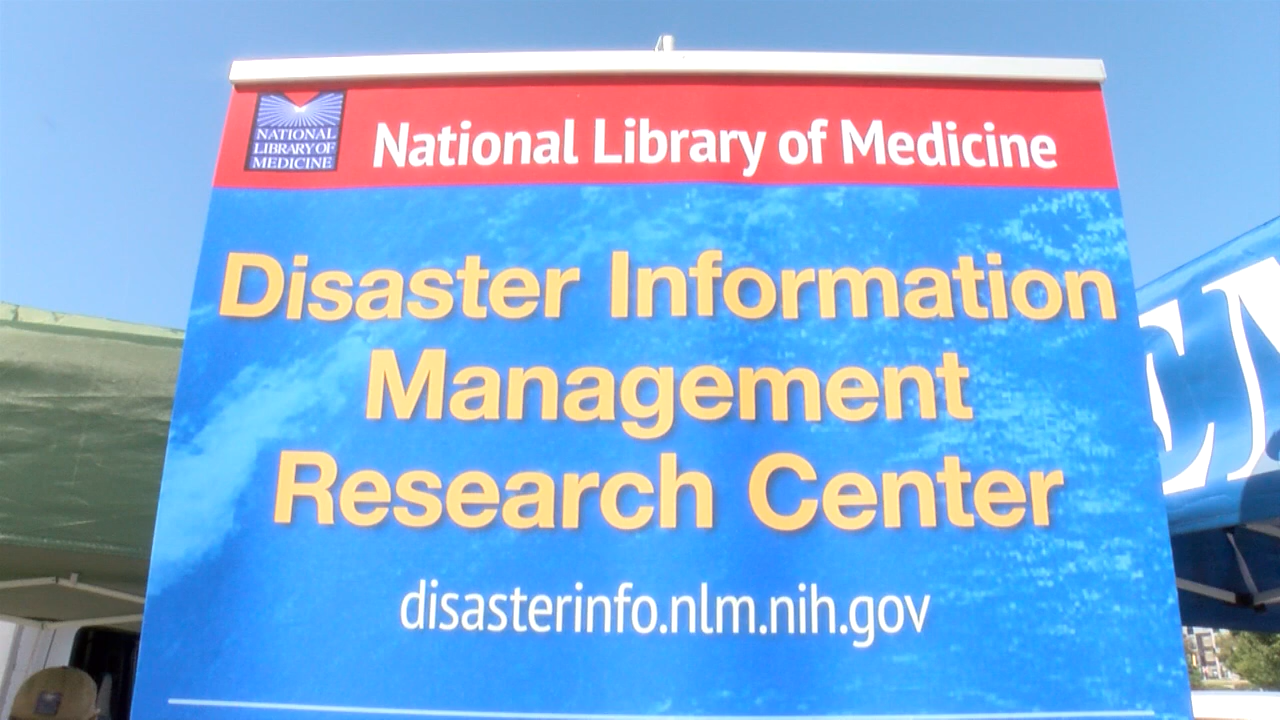 NATIONAL
LIBRARY OF
MEDICINE
National Library of Medicine
Disaster Information
Management
Research Center
disasterinfo.nlm.nih.gov